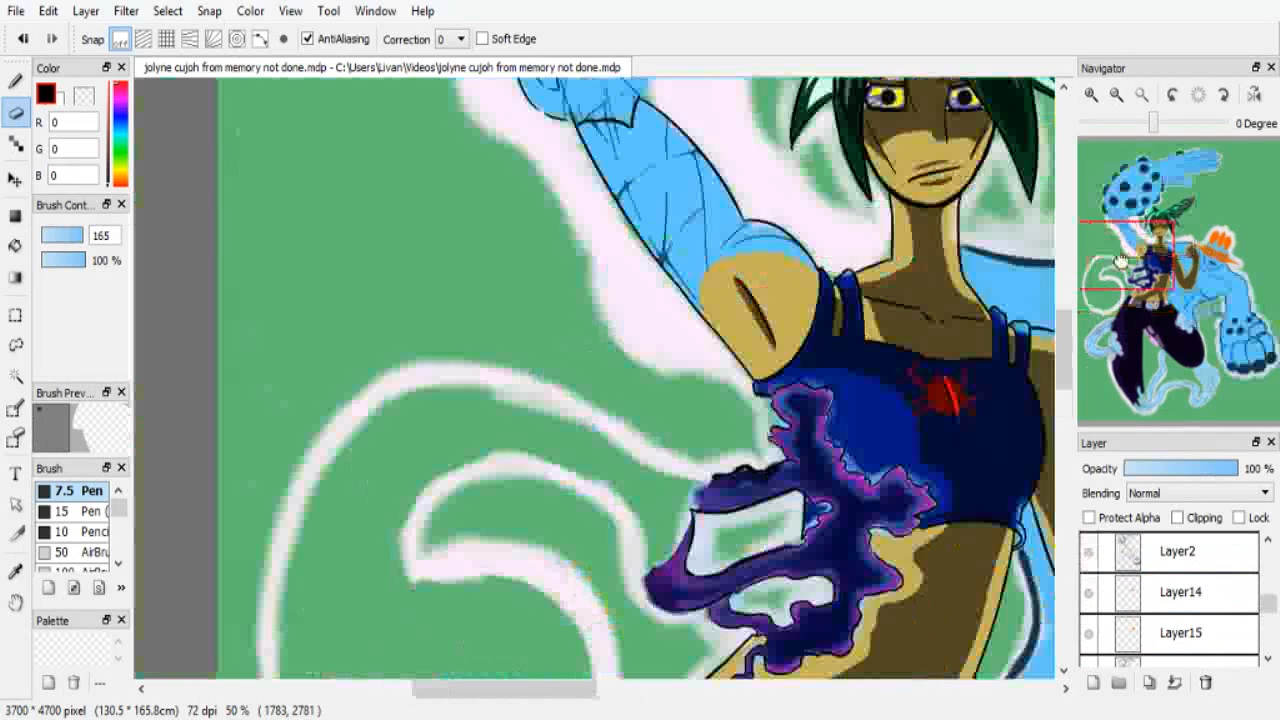 File Edit Layer Filter Select Snap Color View Tool Window Help
Snap off AntiAliasing Correction 0 Soft Edge
Color
jolyne cujoh from memory not done.mdp - C:\Users\Livan\Videos\jolyne cujoh from memory not done.mdp
Navigator
R 0
G 0
B 0
0 Degree
Brush Cont...
165
100 %
Brush Prev...
Brush
7.5 Pen
15 Pen (
10 Penci
50 AirBru
Palette
Layer
Opacity 100 %
Blending Normal
Protect Alpha Clipping Lock
Layer2
Layer14
Layer15
3700 * 4700 pixel (130.5 * 165.8cm) 72 dpi 50 % ( 1783, 2781 )